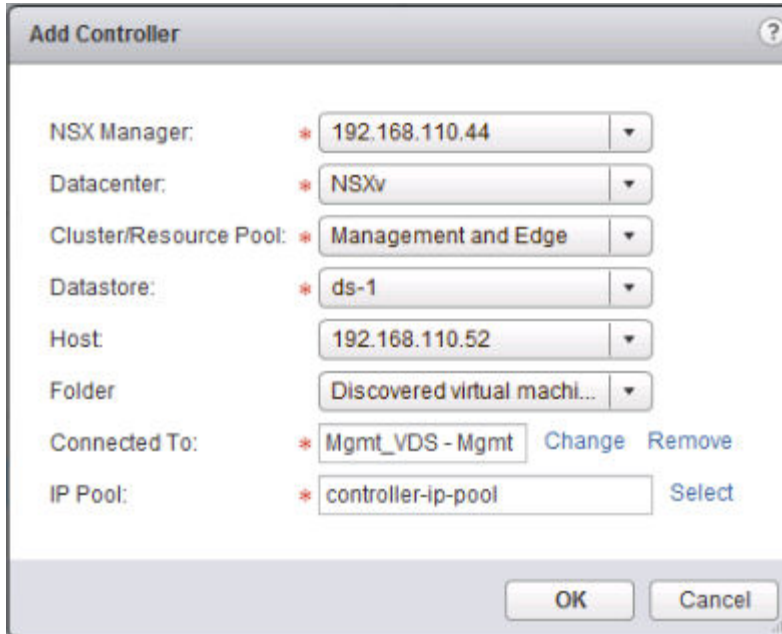 Add Controller ?
NSX Manager: * 192.168.110.44
Datacenter: * NSXv
Cluster/Resource Pool: * Management and Edge
Datastore: * ds-1
Host: 192.168.110.52
Folder Discovered virtual machi...
Connected To: * Mgmt_VDS - Mgmt Change Remove
IP Pool: * controller-ip-pool Select
OK Cancel